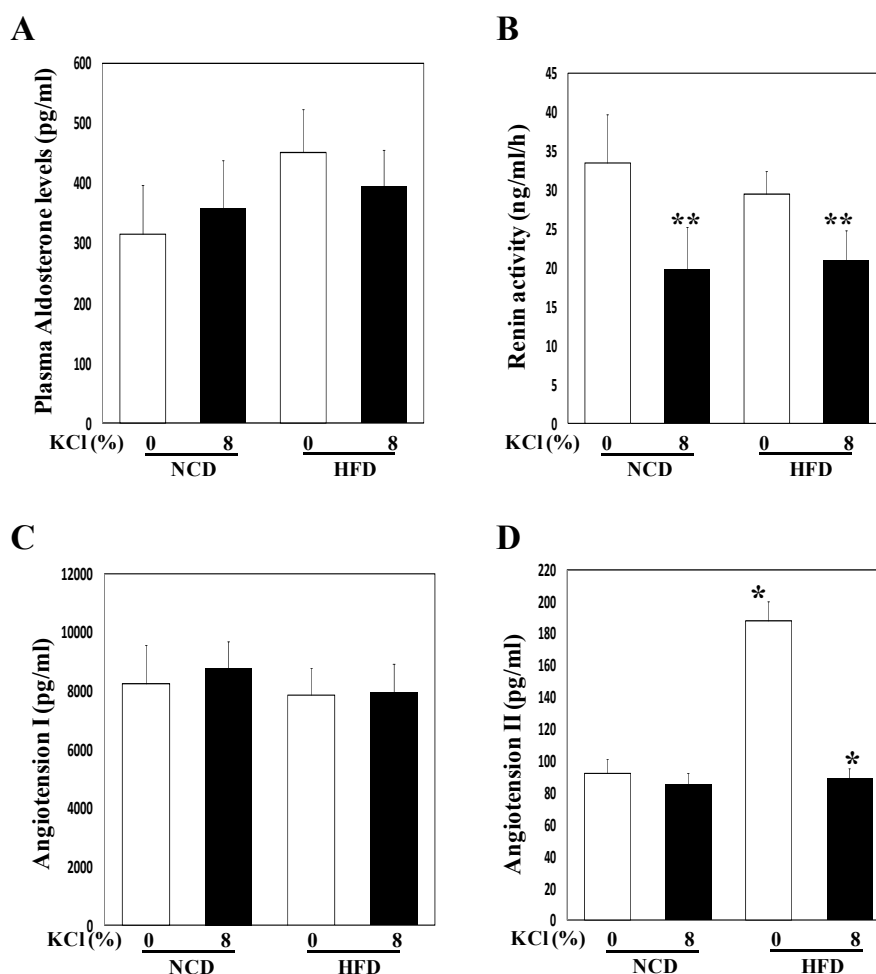 A
Plasma Aldosterone levels (pg/ml)
600
500
400
300
200
100
0
KCl (%) 0 8 0 8
NCD HFD
B
Renin activity (ng/ml/h)
45
40
35
30
25
20
15
10
5
0
** **
KCl (%) 0 8 0 8
NCD HFD
C
Angiotension I (pg/ml)
12000
10000
8000
6000
4000
2000
0
KCl (%) 0 8 0 8
NCD HFD
D
Angiotension II (pg/ml)
220
200
180
160
140
120
100
80
60
40
20
0
* *
KCl (%) 0 8 0 8
NCD HFD